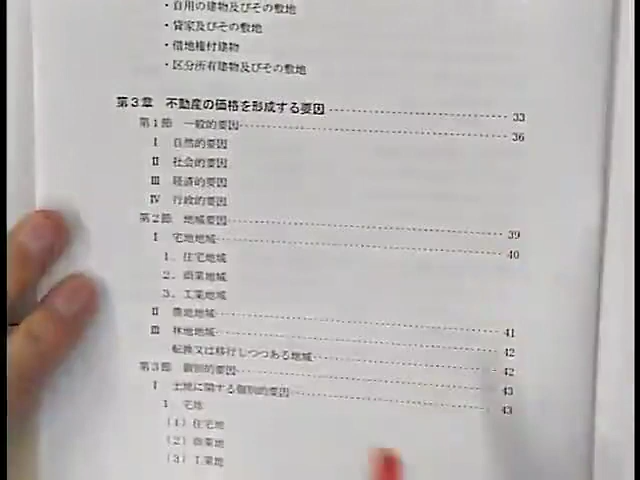 ・自用の建物及びその敷地
・貸家及びその敷地
・借地権付建物
・区分所有建物及びその敷地
第3章 不動産の価格を形成する要因 33
第1節 一般的要因 36
Ⅰ 自然的要因
Ⅱ 社会的要因
Ⅲ 経済的要因
Ⅳ 行政的要因
第2節 地域要因 39
Ⅰ 宅地地域 40
1．住宅地域
2．商業地域
3．工業地域
Ⅱ 農地地域 41
Ⅲ 林地地域 42
転換又は移行しつつある地域 42
第3節 個別的要因 43
Ⅰ 土地に関する個別的要因 43
1 宅地
(1) 住宅地
(2) 商業地
(3) 工業地